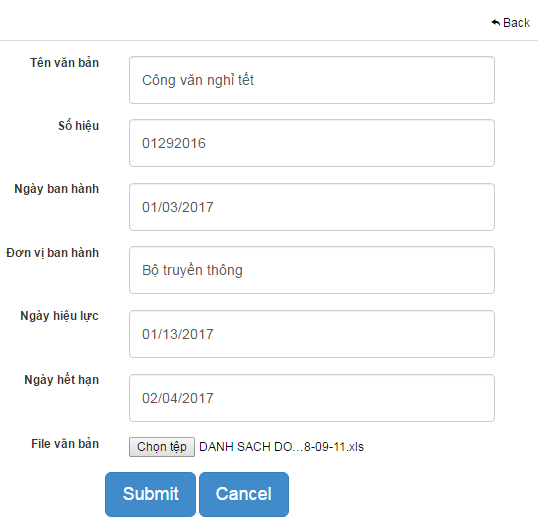 Back
Tên văn bản
Công văn nghỉ tết
Số hiệu
01292016
Ngày ban hành
01/03/2017
Đơn vị ban hành
Bộ truyền thông
Ngày hiệu lực
01/13/2017
Ngày hết hạn
02/04/2017
File văn bản Chọn tệp DANH SACH DO...8-09-11.xls
Submit Cancel